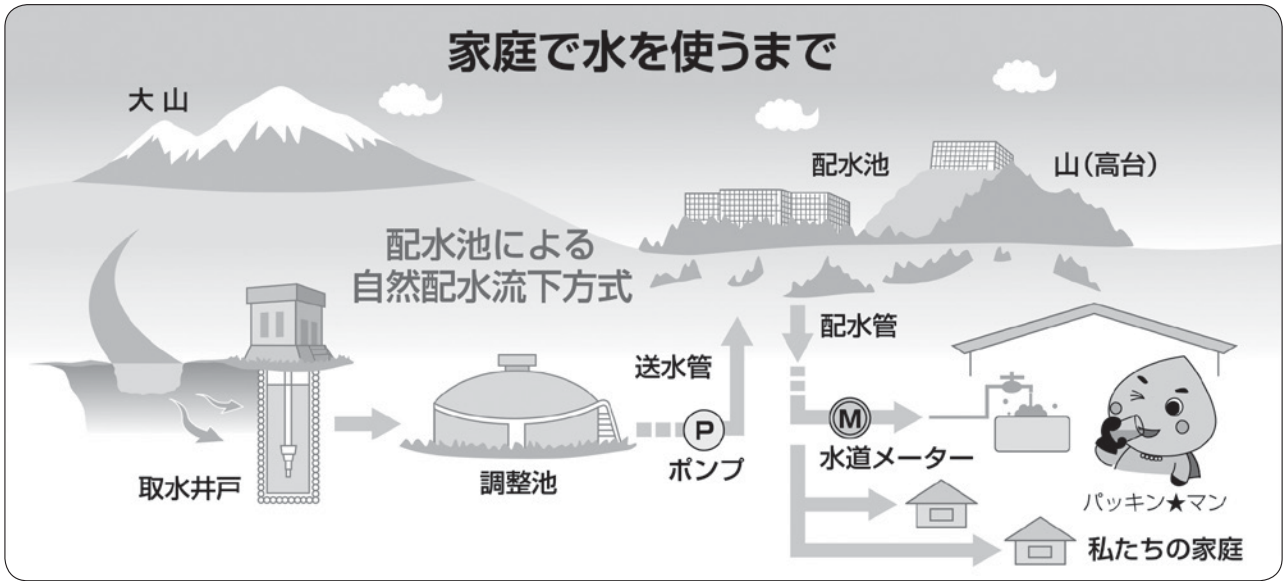 家庭で水を使うまで
大山
配水池
山(高台)
配水池による
自然配水流下方式
配水管
送水管
P
M
取水井戸
調整池
ポンプ
水道メーター
パッキン★マン
私たちの家庭